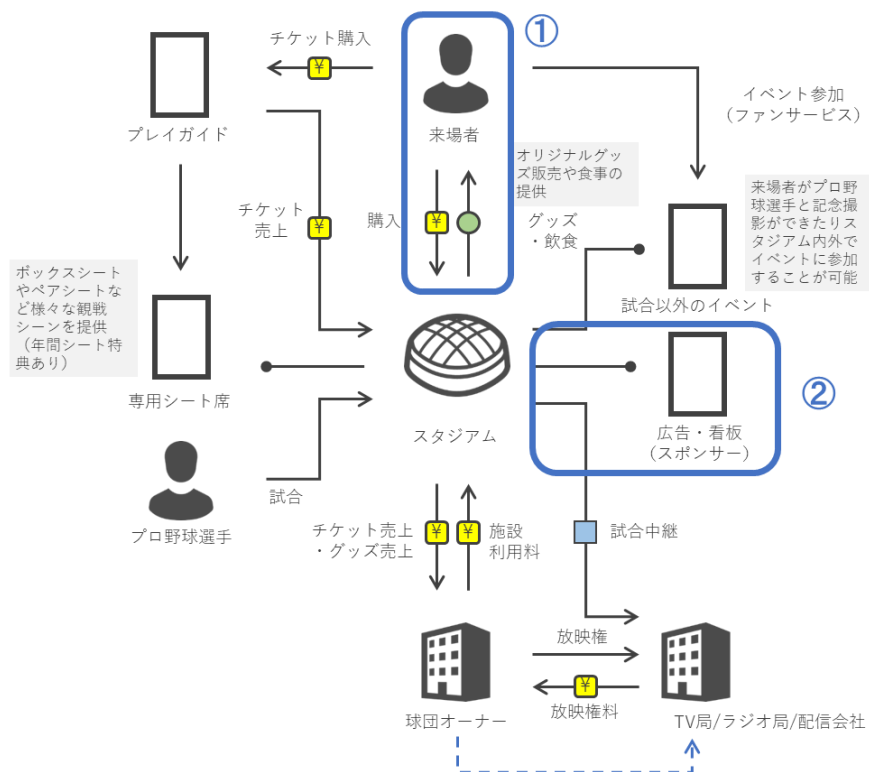 チケット購入
¥
①
プレイガイド
来場者
イベント参加
（ファンサービス）
オリジナルグッ
ズ販売や食事の
提供
チケット
売上
¥
購入
¥
グッズ
・飲食
来場者がプロ野
球選手と記念撮
影ができたりス
タジアム内外で
イベントに参加
することが可能
ボックスシート
やペアシートな
ど様々な観戦
シーンを提供
（年間シート特
典あり）
試合以外のイベント
専用シート席
スタジアム
②
広告・看板
（スポンサー）
プロ野球選手
試合
チケット売上
・グッズ売上
¥
¥
施設
利用料
試合中継
放映権
¥
放映権料
球団オーナー
TV局/ラジオ局/配信会社